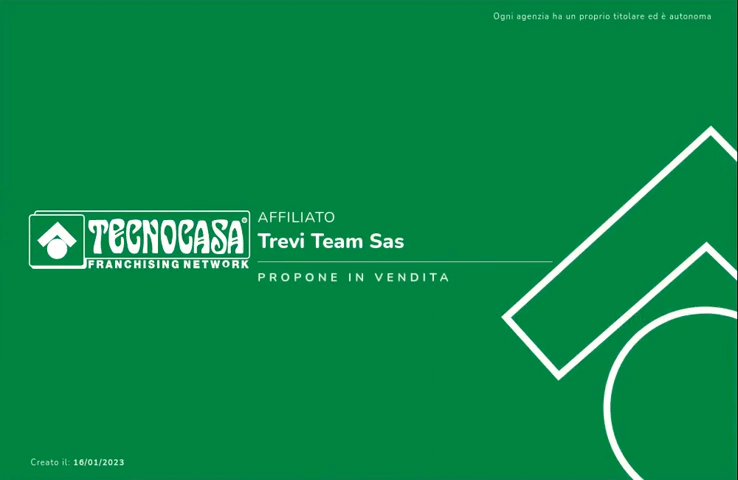 Ogni agenzia ha un proprio titolare ed è autonoma
TECNOCASA
FRANCHISING NETWORK
AFFILIATO
Trevi Team Sas
PROPONE IN VENDITA
Creato il: 16/01/2023